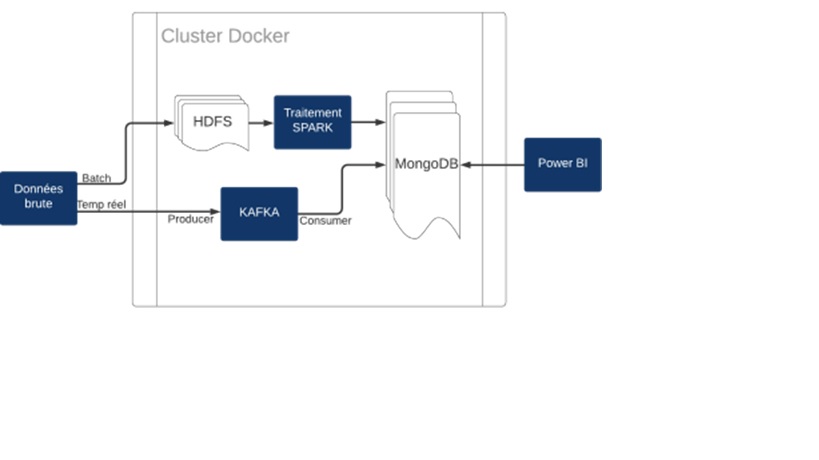 Cluster Docker
HDFS
Traitement
SPARK
MongoDB
Power BI
Données
brute
Batch
Temp réel
Producer
KAFKA
Consumer